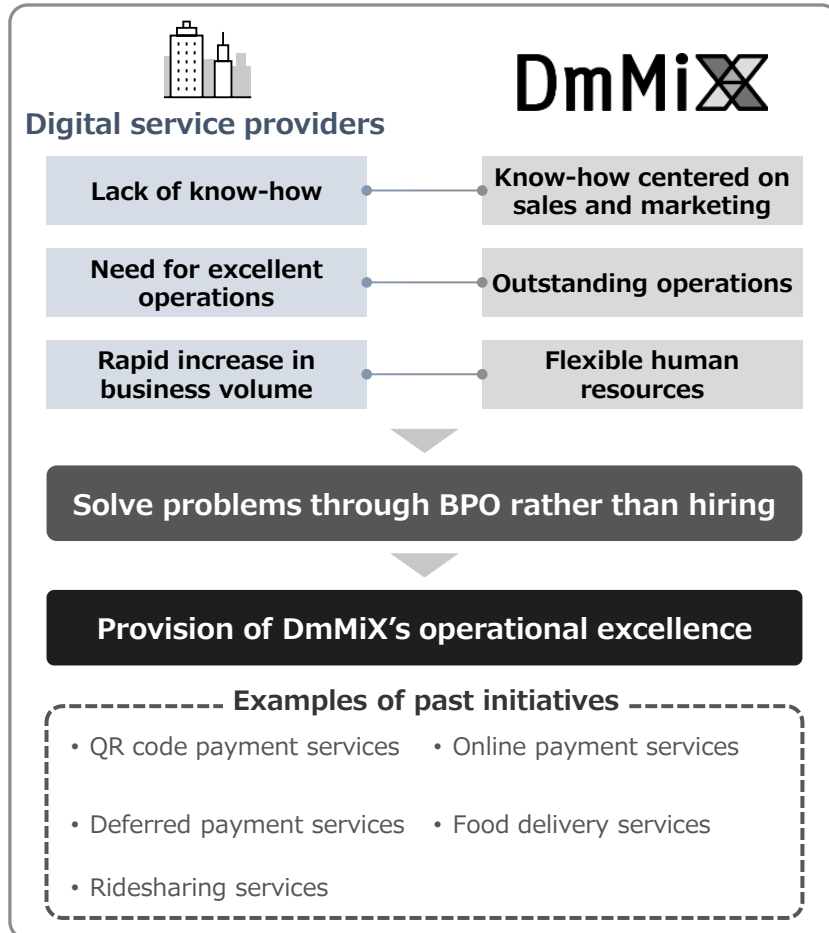 DmMiX
Digital service providers
Lack of know-how
Know-how centered on
sales and marketing
Need for excellent
operations
Outstanding operations
Rapid increase in
business volume
Flexible human
resources
Solve problems through BPO rather than hiring
Provision of DmMiX’s operational excellence
Examples of past initiatives
・QR code payment services
・Online payment services
・Deferred payment services
・Food delivery services
・Ridesharing services